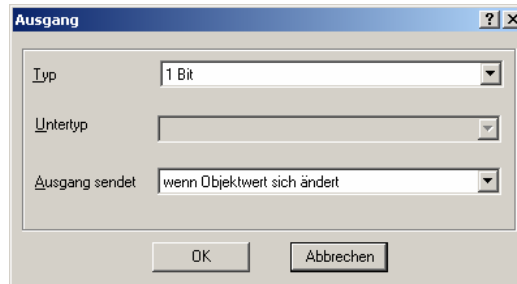 Ausgang
Typ 1 Bit
Untertyp
Ausgang sendet wenn Objektwert sich ändert
OK Abbrechen